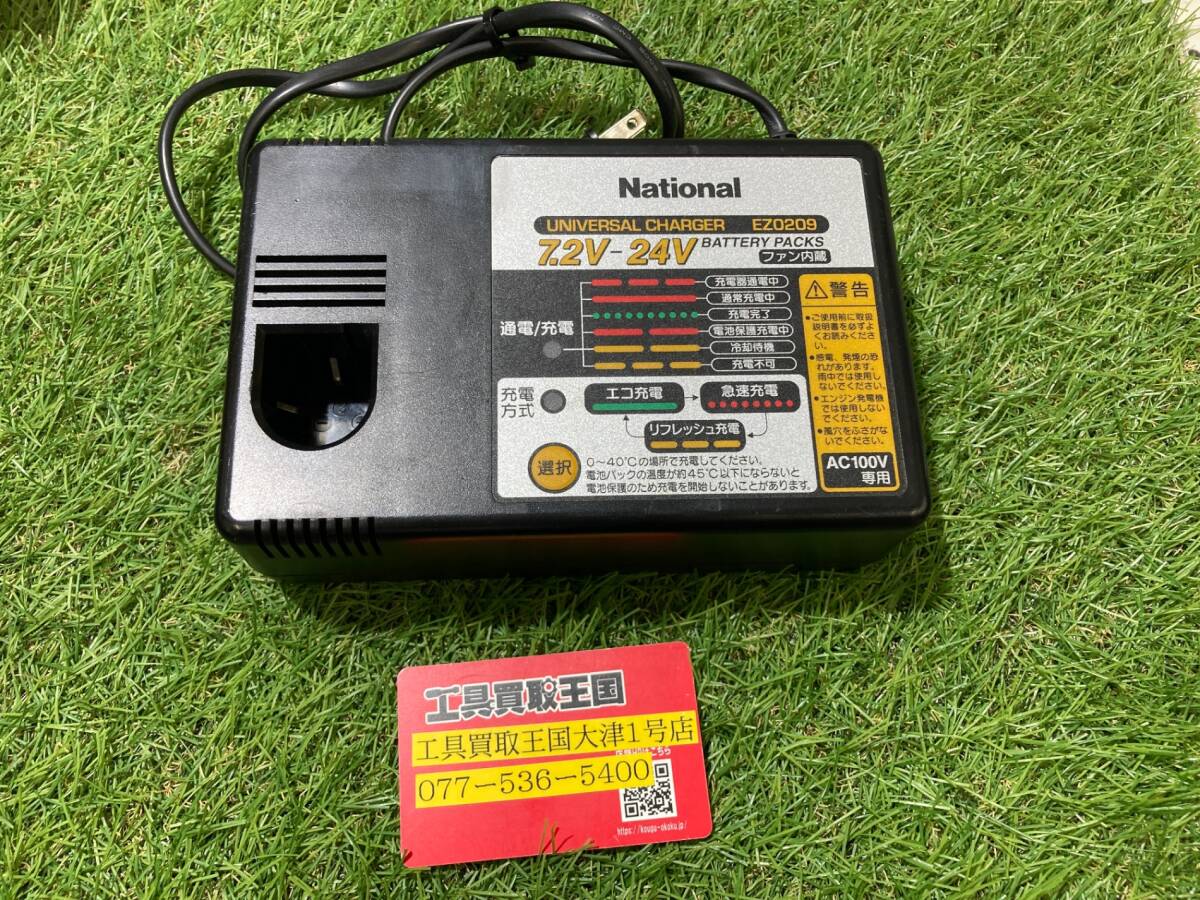 National
UNIVERSAL CHARGER EZ0209
7.2V-24V BATTERY PACKS
ファン内蔵
通電/充電
充電器通電中
通常充電中
充電完了
電池保護充電中
冷却待機
充電不可
充電
方式
エコ充電
急速充電
リフレッシュ充電
選択
0～40℃の場所で充電してください。
電池パックの温度が約45℃以下にならないと
電池保護のため充電を開始しないことがあります。
警告
●ご使用前に取扱
説明書を必ずよ
くお読みくださ
い。
●感電、発煙の恐
れがあります。
雨中では使用し
ないでください。
●エンジン発電機
では使用しない
でください。
●風穴をふさがな
いでください。
AC100V
専用
工具買取王国
工具買取王国大津1号店
077-536-5400
https://kougu-okoku.jp/